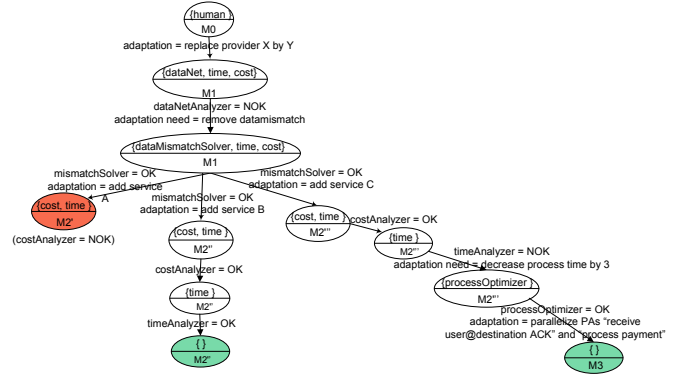 {human }
M0
adaptation = replace provider X by Y
{dataNet, time, cost}
M1
dataNetAnalyzer = NOK
adaptation need = remove datamismatch
{dataMismatchSolver, time, cost}
M1
mismatchSolver = OK
adaptation = add service
A
{cost, time }
M2'
(costAnalyzer = NOK)
mismatchSolver = OK
adaptation = add service B
{cost, time }
M2''
costAnalyzer = OK
{time }
M2''
timeAnalyzer = OK
{ }
M2''
mismatchSolver = OK
adaptation = add service C
{cost, time }
M2'''
costAnalyzer = OK
{time }
M2'''
timeAnalyzer = NOK
adaptation need = decrease process time by 3
{processOptimizer }
M2'''
processOptimizer = OK
adaptation = parallelize PAs “receive
user@destination ACK” and “process payment”
{ }
M3